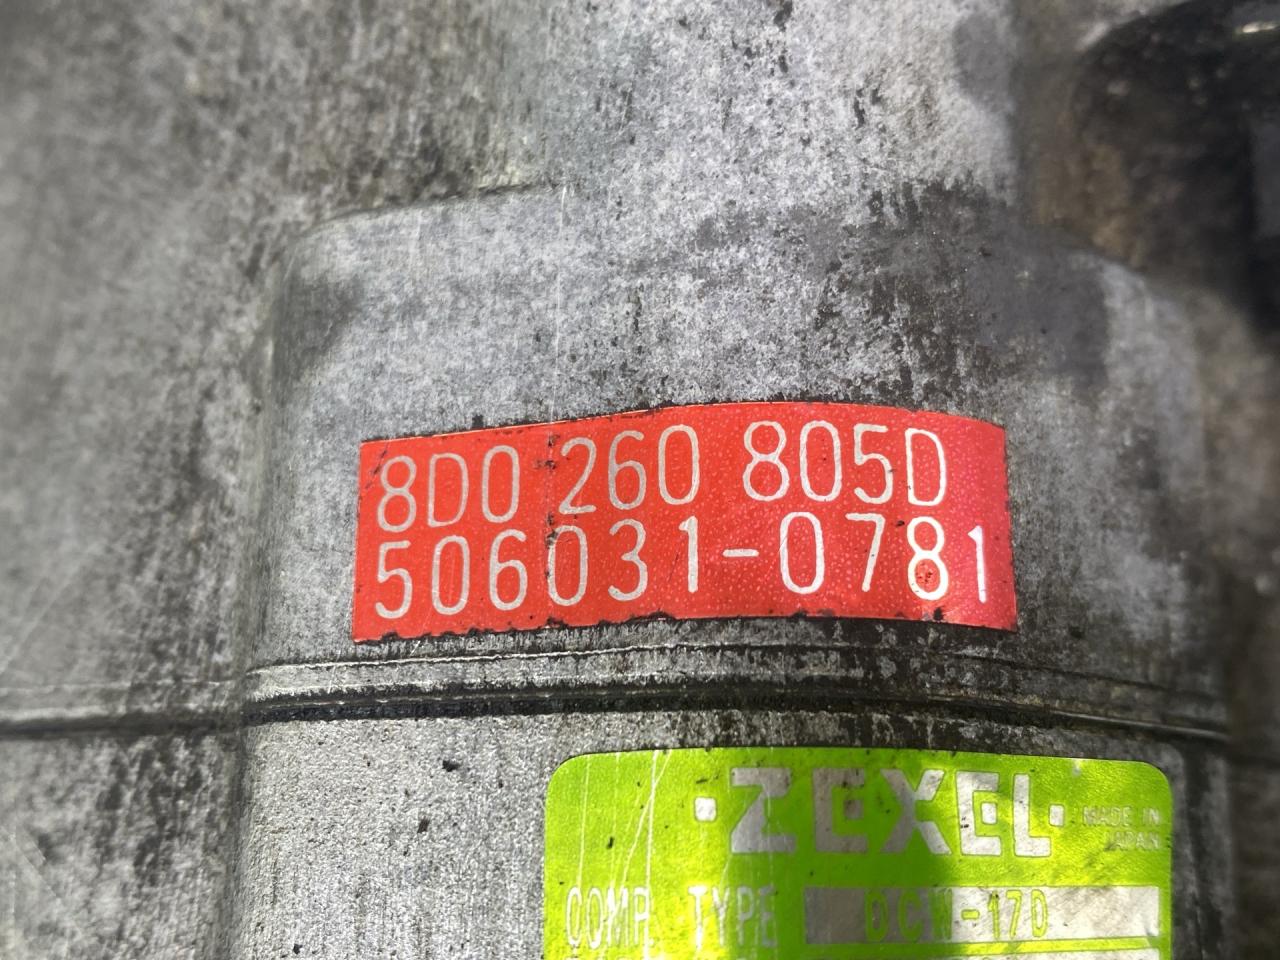 8D0 260 805D
506031-0781
·ZEXEL·
MADE IN
JAPAN
COMP. TYPE DCW-17D